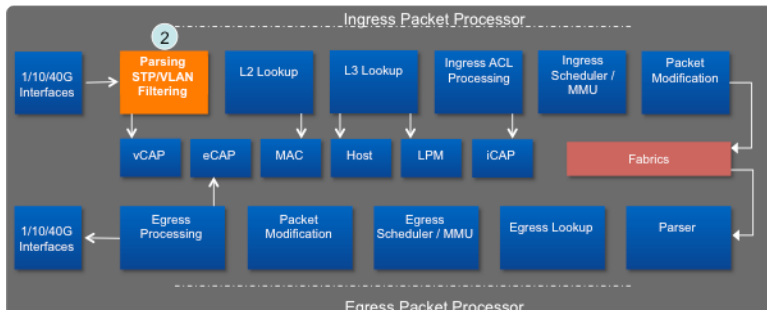 Ingress Packet Processor
2
1/10/40G
Interfaces
Parsing
STP/VLAN
Filtering
L2 Lookup
L3 Lookup
Ingress ACL
Processing
Ingress
Scheduler /
MMU
Packet
Modification
vCAP
eCAP
MAC
Host
LPM
iCAP
Fabrics
1/10/40G
Interfaces
Egress
Processing
Packet
Modification
Egress
Scheduler / MMU
Egress Lookup
Parser
Egress Packet Processor